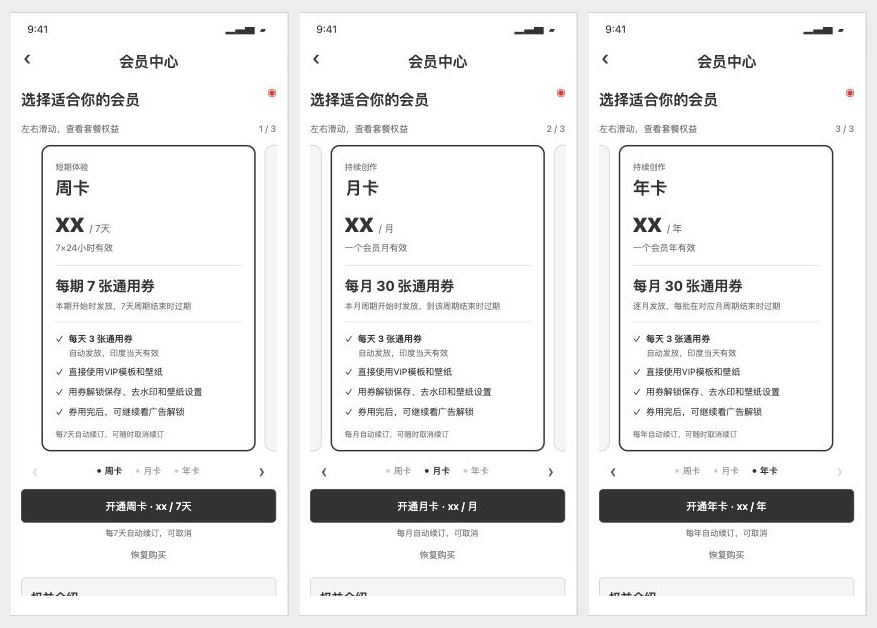 9:41
会员中心
选择适合你的会员
左右滑动，查看套餐权益 1 / 3
短期体验
周卡
XX / 7天
7×24小时有效
每期 7 张通用券
本期开始时发放，7天周期结束时过期
✓ 每天 3 张通用券
自动发放，印度当天有效
✓ 直接使用VIP模板和壁纸
✓ 用券解锁保存、去水印和壁纸设置
✓ 券用完后，可继续看广告解锁
每7天自动续订，可随时取消续订
周卡 月卡 年卡
开通周卡 · xx / 7天
每7天自动续订，可取消
恢复购买
权益介绍
9:41
会员中心
选择适合你的会员
左右滑动，查看套餐权益 2 / 3
持续创作
月卡
XX / 月
一个会员月有效
每月 30 张通用券
本月周期开始时发放，到该周期结束时过期
✓ 每天 3 张通用券
自动发放，印度当天有效
✓ 直接使用VIP模板和壁纸
✓ 用券解锁保存、去水印和壁纸设置
✓ 券用完后，可继续看广告解锁
每月自动续订，可随时取消续订
周卡 月卡 年卡
开通月卡 · xx / 月
每月自动续订，可取消
恢复购买
权益介绍
9:41
会员中心
选择适合你的会员
左右滑动，查看套餐权益 3 / 3
持续创作
年卡
XX / 年
一个会员年有效
每月 30 张通用券
逐月发放，每批在对应月周期结束时过期
✓ 每天 3 张通用券
自动发放，印度当天有效
✓ 直接使用VIP模板和壁纸
✓ 用券解锁保存、去水印和壁纸设置
✓ 券用完后，可继续看广告解锁
每年自动续订，可随时取消续订
周卡 月卡 年卡
开通年卡 · xx / 年
每年自动续订，可取消
恢复购买
权益介绍